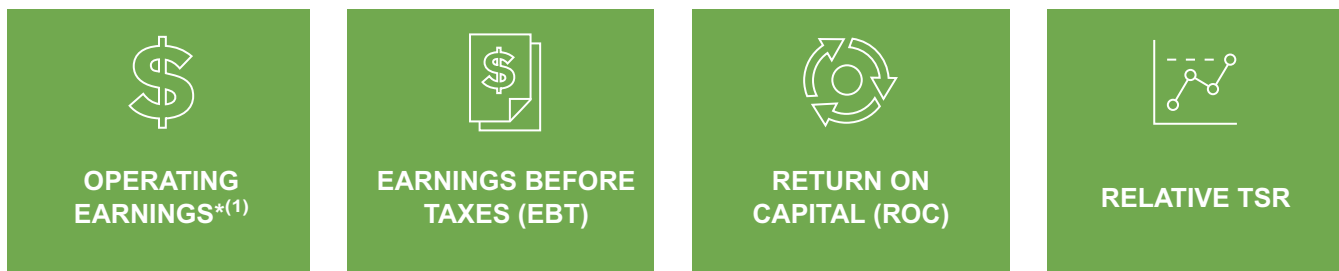 $
$
OPERATING
EARNINGS*(1)
EARNINGS BEFORE
TAXES (EBT)
RETURN ON
CAPITAL (ROC)
RELATIVE TSR